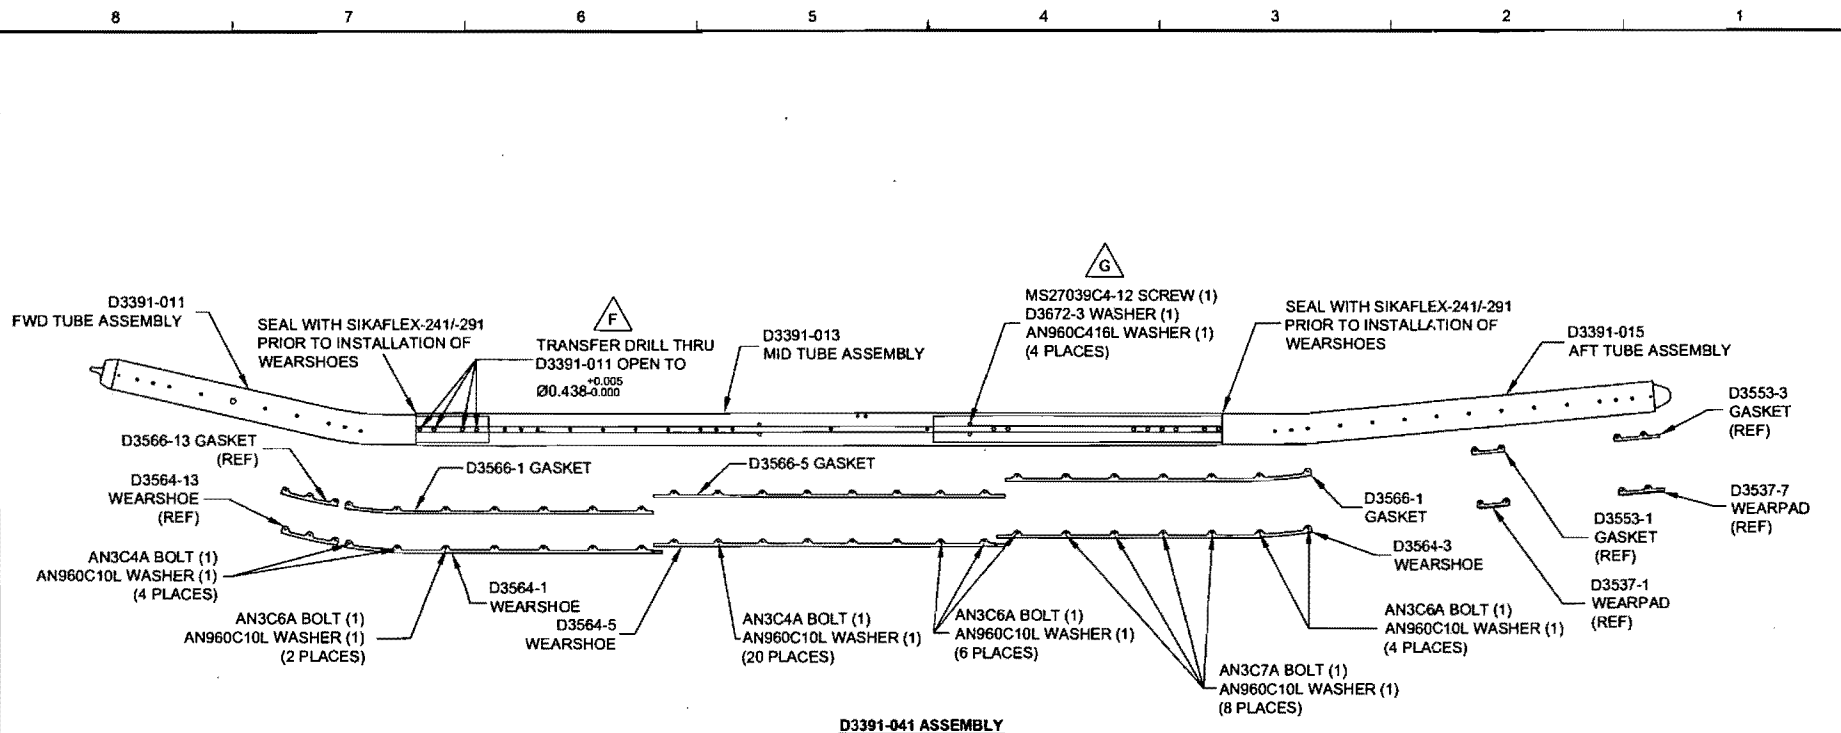 8 7 6 5 4 3 2 1
D3391-011
FWD TUBE ASSEMBLY
SEAL WITH SIKAFLEX-241/-291
PRIOR TO INSTALLATION OF
WEARSHOES
F
TRANSFER DRILL THRU
D3391-011 OPEN TO
Ø0.438 +0.005 -0.000
D3391-013
MID TUBE ASSEMBLY
G
MS27039C4-12 SCREW (1)
D3672-3 WASHER (1)
AN960C416L WASHER (1)
(4 PLACES)
SEAL WITH SIKAFLEX-241/-291
PRIOR TO INSTALLATION OF
WEARSHOES
D3391-015
AFT TUBE ASSEMBLY
D3553-3
GASKET
(REF)
D3566-13 GASKET
(REF)
D3566-1 GASKET
D3566-5 GASKET
D3564-13
WEARSHOE
(REF)
D3566-1
GASKET
D3553-1
GASKET
(REF)
D3537-7
WEARPAD
(REF)
AN3C4A BOLT (1)
AN960C10L WASHER (1)
(4 PLACES)
D3564-1
WEARSHOE
D3564-3
WEARSHOE
D3537-1
WEARPAD
(REF)
AN3C6A BOLT (1)
AN960C10L WASHER (1)
(2 PLACES)
D3564-5
WEARSHOE
AN3C4A BOLT (1)
AN960C10L WASHER (1)
(20 PLACES)
AN3C6A BOLT (1)
AN960C10L WASHER (1)
(6 PLACES)
AN3C6A BOLT (1)
AN960C10L WASHER (1)
(4 PLACES)
AN3C7A BOLT (1)
AN960C10L WASHER (1)
(8 PLACES)
D3391-041 ASSEMBLY